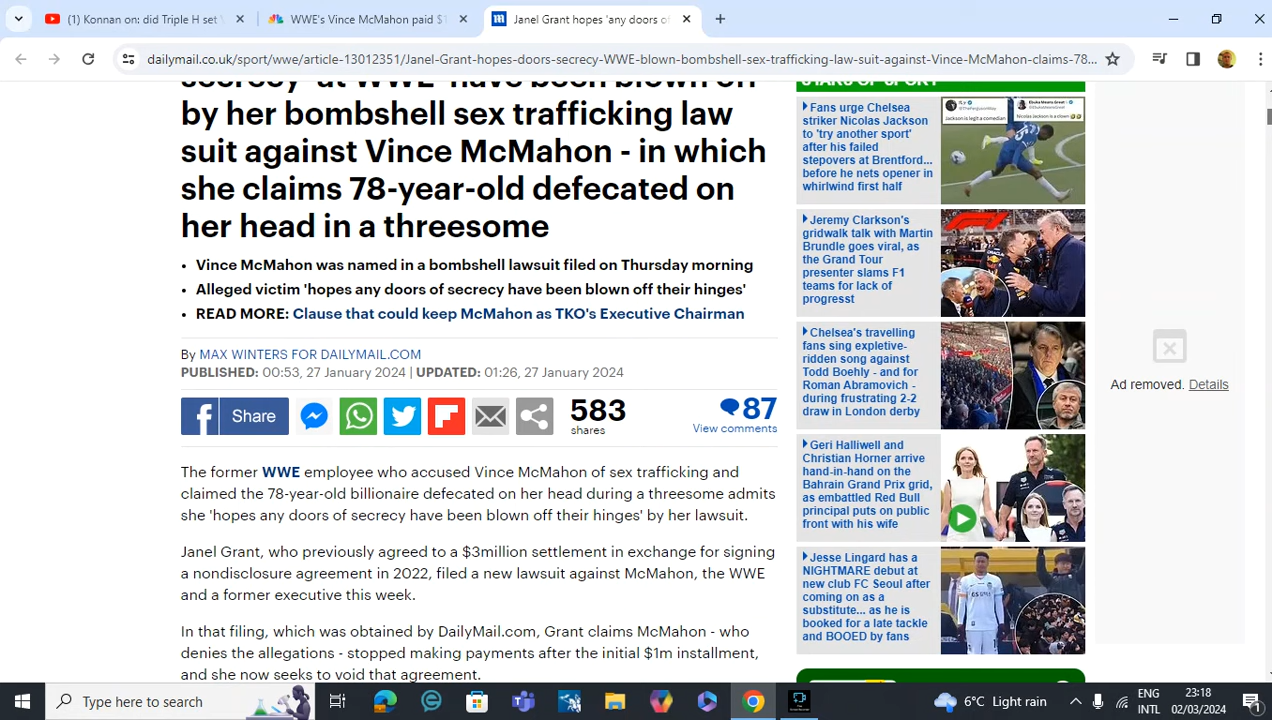 (1) Konnan on: did Triple H set
WWE's Vince McMahon paid $
Janel Grant hopes 'any doors of
dailymail.co.uk/sport/wwe/article-13012351/Janel-Grant-hopes-doors-secrecy-WWE-blown-bombshell-sex-trafficking-law-suit-against-Vince-McMahon-claims-78...
secrecy' at WWE 'have been blown off'
by her bombshell sex trafficking law
suit against Vince McMahon - in which
she claims 78-year-old defecated on
her head in a threesome
• Vince McMahon was named in a bombshell lawsuit filed on Thursday morning
• Alleged victim 'hopes any doors of secrecy have been blown off their hinges'
• READ MORE: Clause that could keep McMahon as TKO's Executive Chairman
By MAX WINTERS FOR DAILYMAIL.COM
PUBLISHED: 00:53, 27 January 2024 | UPDATED: 01:26, 27 January 2024
Share
583
shares
87
View comments
The former WWE employee who accused Vince McMahon of sex trafficking and
claimed the 78-year-old billionaire defecated on her head during a threesome admits
she 'hopes any doors of secrecy have been blown off their hinges' by her lawsuit.
Janel Grant, who previously agreed to a $3million settlement in exchange for signing
a nondisclosure agreement in 2022, filed a new lawsuit against McMahon, the WWE
and a former executive this week.
In that filing, which was obtained by DailyMail.com, Grant claims McMahon - who
denies the allegations - stopped making payments after the initial $1m installment,
and she now seeks to void that agreement.
Fans urge Chelsea
striker Nicolas Jackson
to 'try another sport'
after his failed
stepovers at Brentford...
before he nets opener in
whirlwind first half
Jackson is legit a comedian
Nicolas Jackson is a clown
Jeremy Clarkson's
gridwalk talk with Martin
Brundle goes viral, as
the Grand Tour
presenter slams F1
teams for lack of
progresst
Chelsea's travelling
fans sing expletive-
ridden song against
Todd Boehly - and for
Roman Abramovich -
during frustrating 2-2
draw in London derby
Geri Halliwell and
Christian Horner arrive
hand-in-hand on the
Bahrain Grand Prix grid,
as embattled Red Bull
principal puts on public
front with his wife
Jesse Lingard has a
NIGHTMARE debut at
new club FC Seoul after
coming on as a
substitute... as he is
booked for a late tackle
and BOOED by fans
Ad removed. Details
Type here to search
6°C Light rain
ENG
INTL
23:18
02/03/2024
1